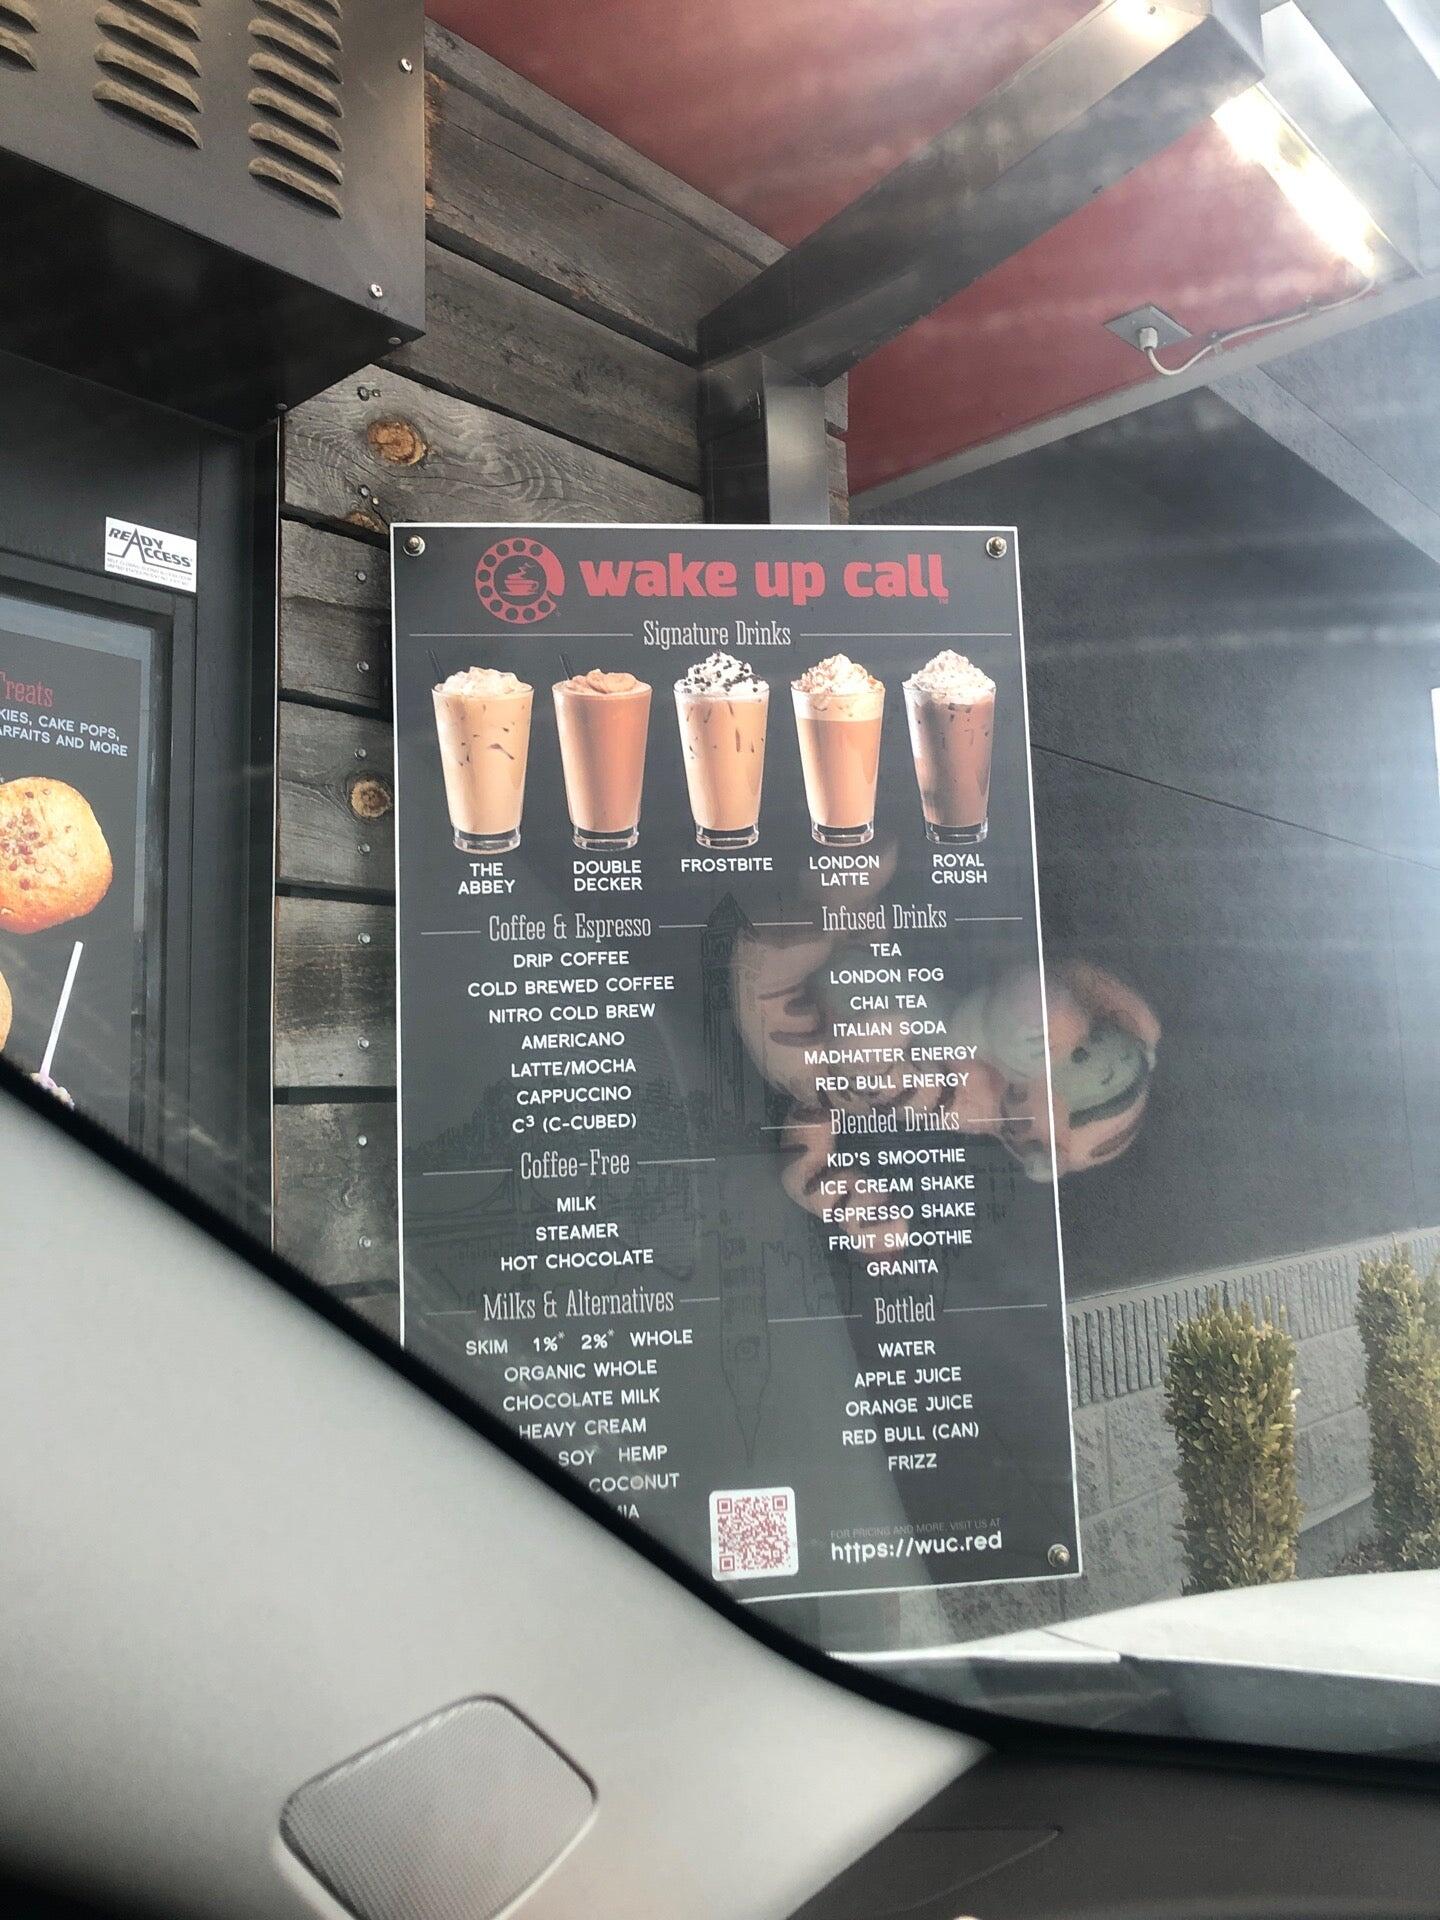 READY
ACCESS
Treats
KIES, CAKE POPS,
ARFAITS AND MORE
wake up call
Signature Drinks
THE
ABBEY
DOUBLE
DECKER
FROSTBITE
LONDON
LATTE
ROYAL
CRUSH
Coffee & Espresso
DRIP COFFEE
COLD BREWED COFFEE
NITRO COLD BREW
AMERICANO
LATTE/MOCHA
CAPPUCCINO
C³ (C-CUBED)
Coffee-Free
MILK
STEAMER
HOT CHOCOLATE
Milks & Alternatives
SKIM 1%* 2%* WHOLE
ORGANIC WHOLE
CHOCOLATE MILK
HEAVY CREAM
SOY HEMP
COCONUT
Infused Drinks
TEA
LONDON FOG
CHAI TEA
ITALIAN SODA
MADHATTER ENERGY
RED BULL ENERGY
Blended Drinks
KID'S SMOOTHIE
ICE CREAM SHAKE
ESPRESSO SHAKE
FRUIT SMOOTHIE
GRANITA
Bottled
WATER
APPLE JUICE
ORANGE JUICE
RED BULL (CAN)
FRIZZ
FOR PRICING AND MORE, VISIT US AT
https://wuc.red